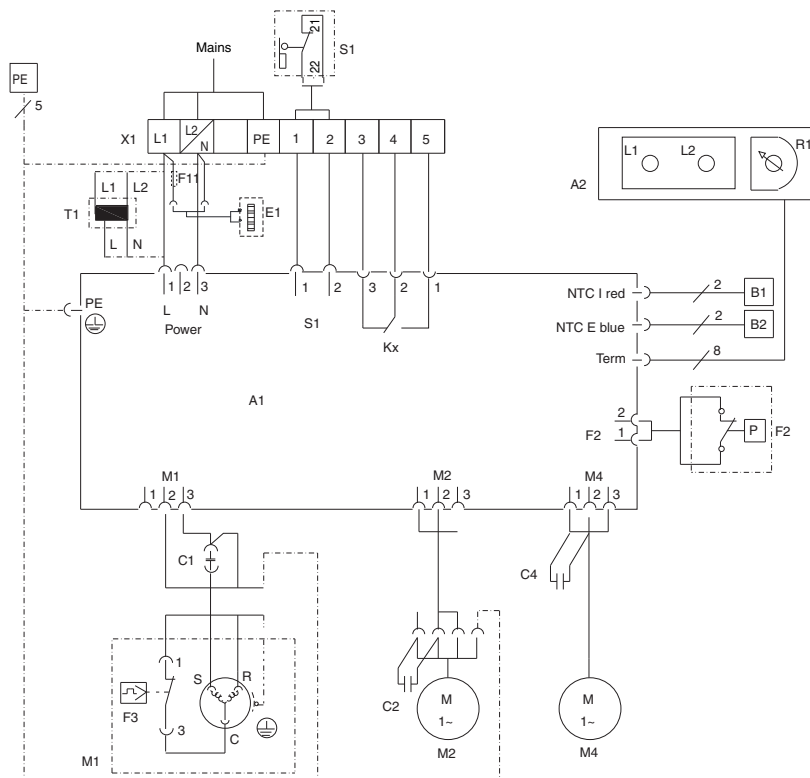 Mains
21
22
S1
PE
5
X1
L1
L2
N
PE
1
2
3
4
5
R1
L1
L2
A2
F11
L1
L2
T1
E1
L
N
1
2
3
1
2
3
2
1
NTC I red
2
B1
PE
L
N
S1
NTC E blue
2
B2
Power
Kx
Term
8
A1
2
F2
1
P
F2
M1
M2
M4
1
2
3
1
2
3
1
2
3
C1
C4
1
S
R
F3
3
C
C2
M
1~
M
1~
M1
M2
M4